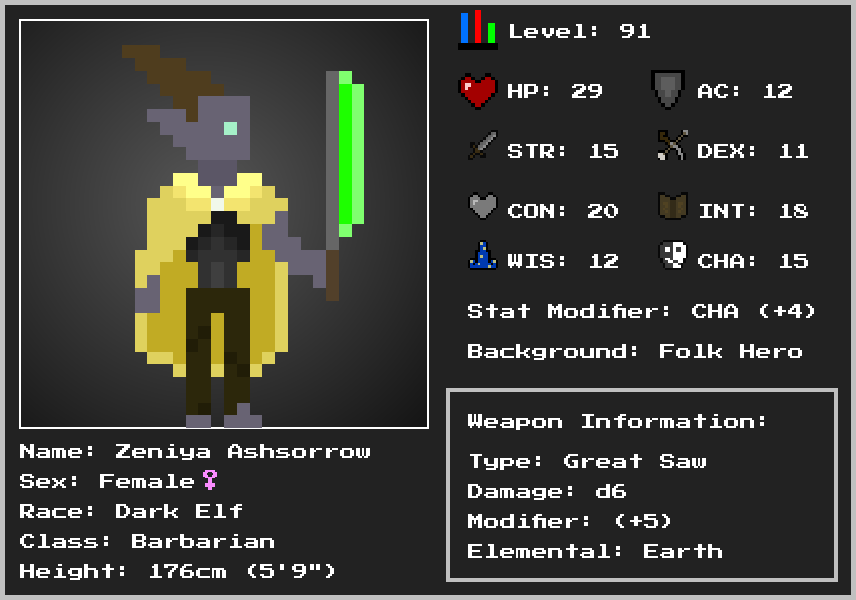 Level: 91
HP: 29
AC: 12
STR: 15
DEX: 11
CON: 20
INT: 18
WIS: 12
CHA: 15
Stat Modifier: CHA (+4)
Background: Folk Hero
Weapon Information:
Type: Great Saw
Damage: d6
Modifier: (+5)
Elemental: Earth
Name: Zeniya Ashsorrow
Sex: Female♀
Race: Dark Elf
Class: Barbarian
Height: 176cm (5'9")